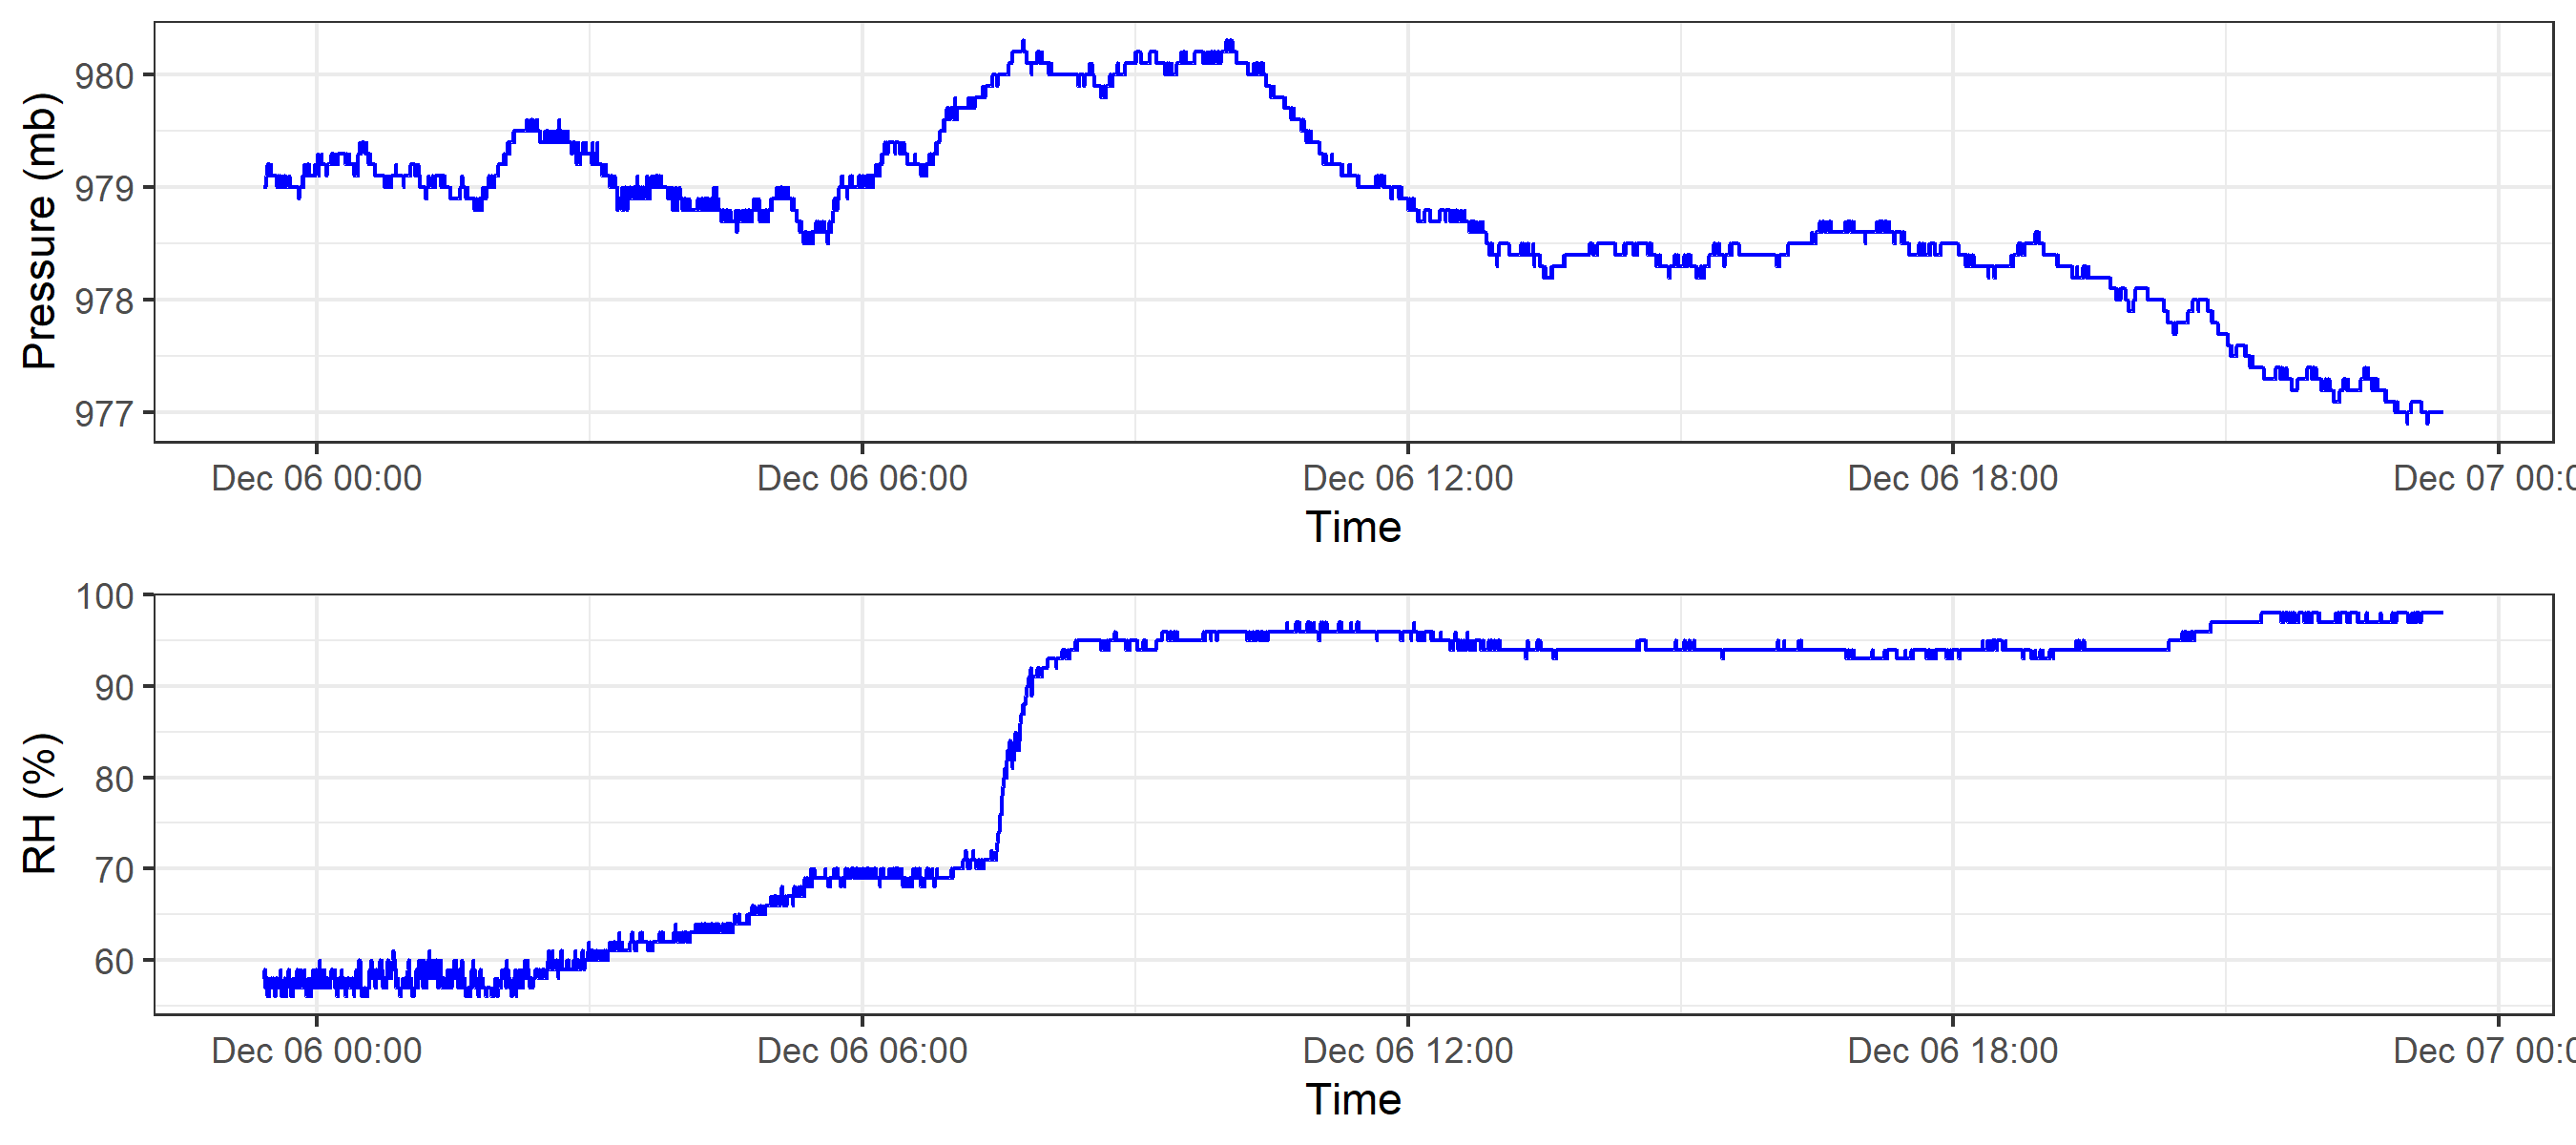 Pressure (mb)
980
979
978
977
Dec 06 00:00
Dec 06 06:00
Dec 06 12:00
Dec 06 18:00
Dec 07 00:0
Time
RH (%)
100
90
80
70
60
Dec 06 00:00
Dec 06 06:00
Dec 06 12:00
Dec 06 18:00
Dec 07 00:0
Time